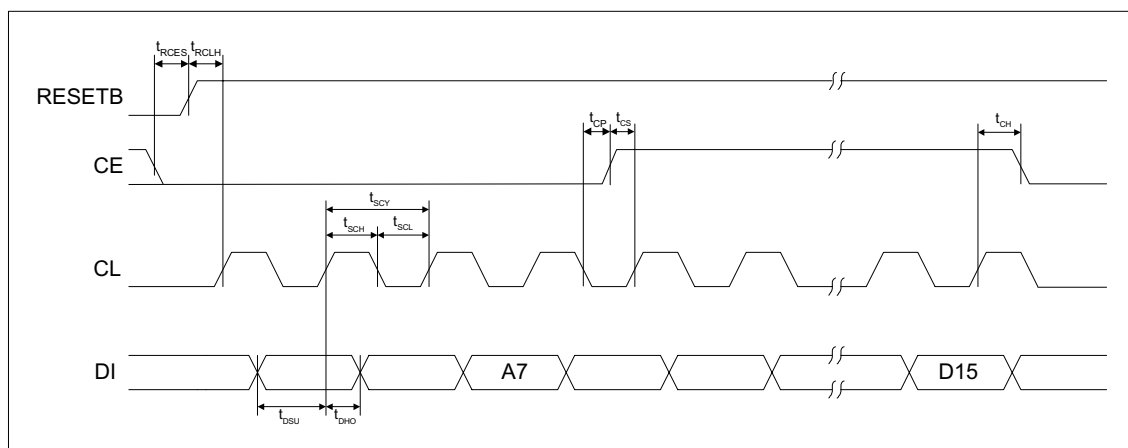 tRCES tRCLH
RESETB
tCP tCS tCH
CE
tSCY
tSCH tSCL
CL
DI A7 D15
tDSU tDHO